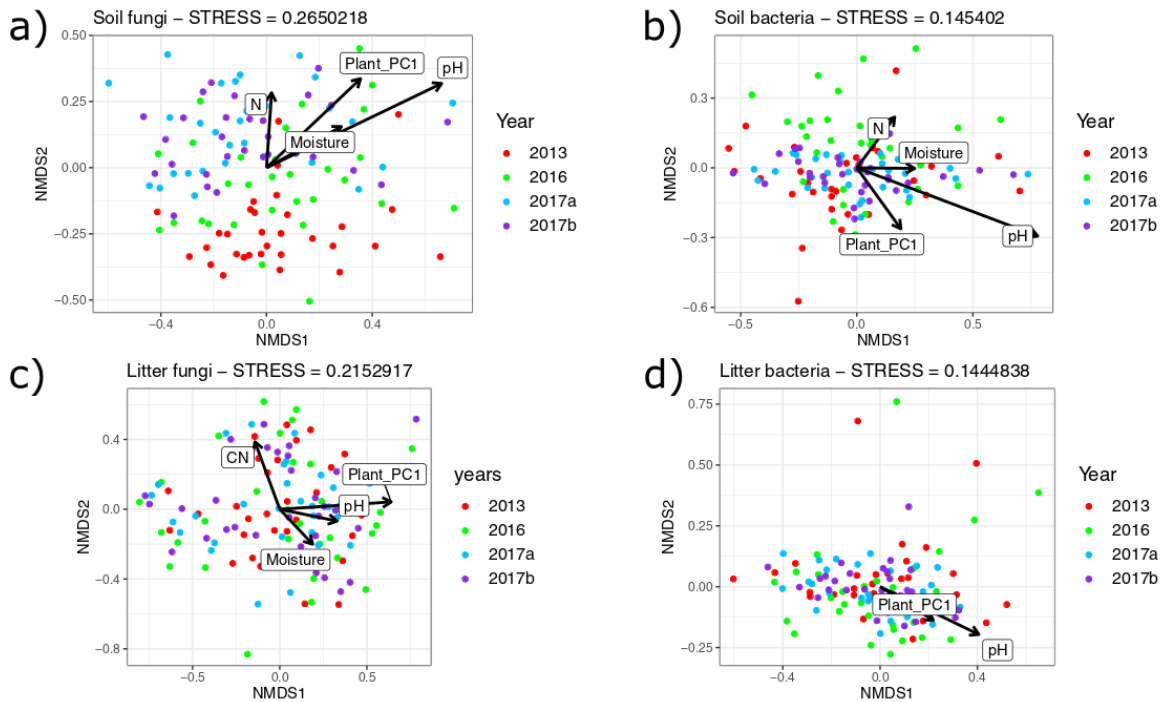 a)
Soil fungi – STRESS = 0.2650218
0.50
0.25
0.00
−0.25
−0.50
NMDS2
N
Plant_PC1
pH
Moisture
−0.4
0.0
0.4
NMDS1
Year
2013
2016
2017a
2017b
b)
Soil bacteria – STRESS = 0.145402
0.3
0.0
−0.3
−0.6
NMDS2
N
Moisture
Plant_PC1
pH
−0.5
0.0
0.5
NMDS1
Year
2013
2016
2017a
2017b
c)
Litter fungi – STRESS = 0.2152917
0.4
0.0
−0.4
−0.8
NMDS2
CN
Plant_PC1
pH
Moisture
−0.5
0.0
0.5
NMDS1
years
2013
2016
2017a
2017b
d)
Litter bacteria – STRESS = 0.1444838
0.75
0.50
0.25
0.00
−0.25
NMDS2
Plant_PC1
pH
−0.4
0.0
0.4
NMDS1
Year
2013
2016
2017a
2017b